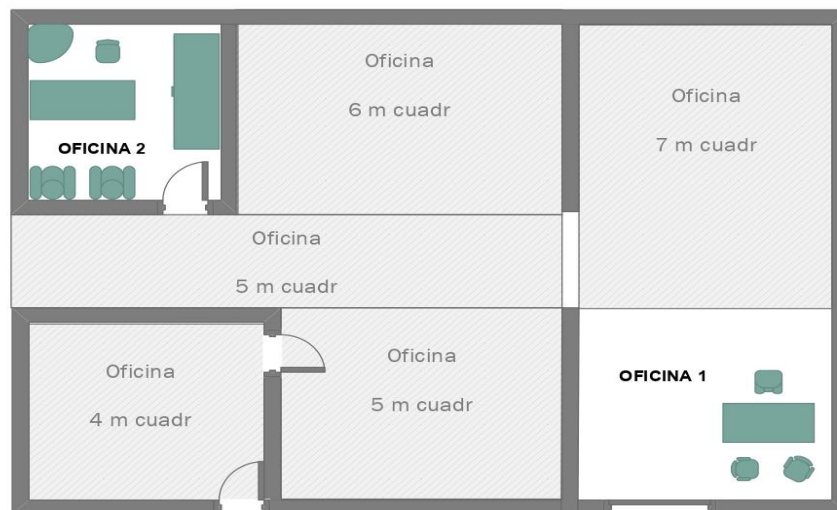 Oficina
6 m cuadr
Oficina
7 m cuadr
OFICINA 2
Oficina
5 m cuadr
Oficina
4 m cuadr
Oficina
5 m cuadr
OFICINA 1